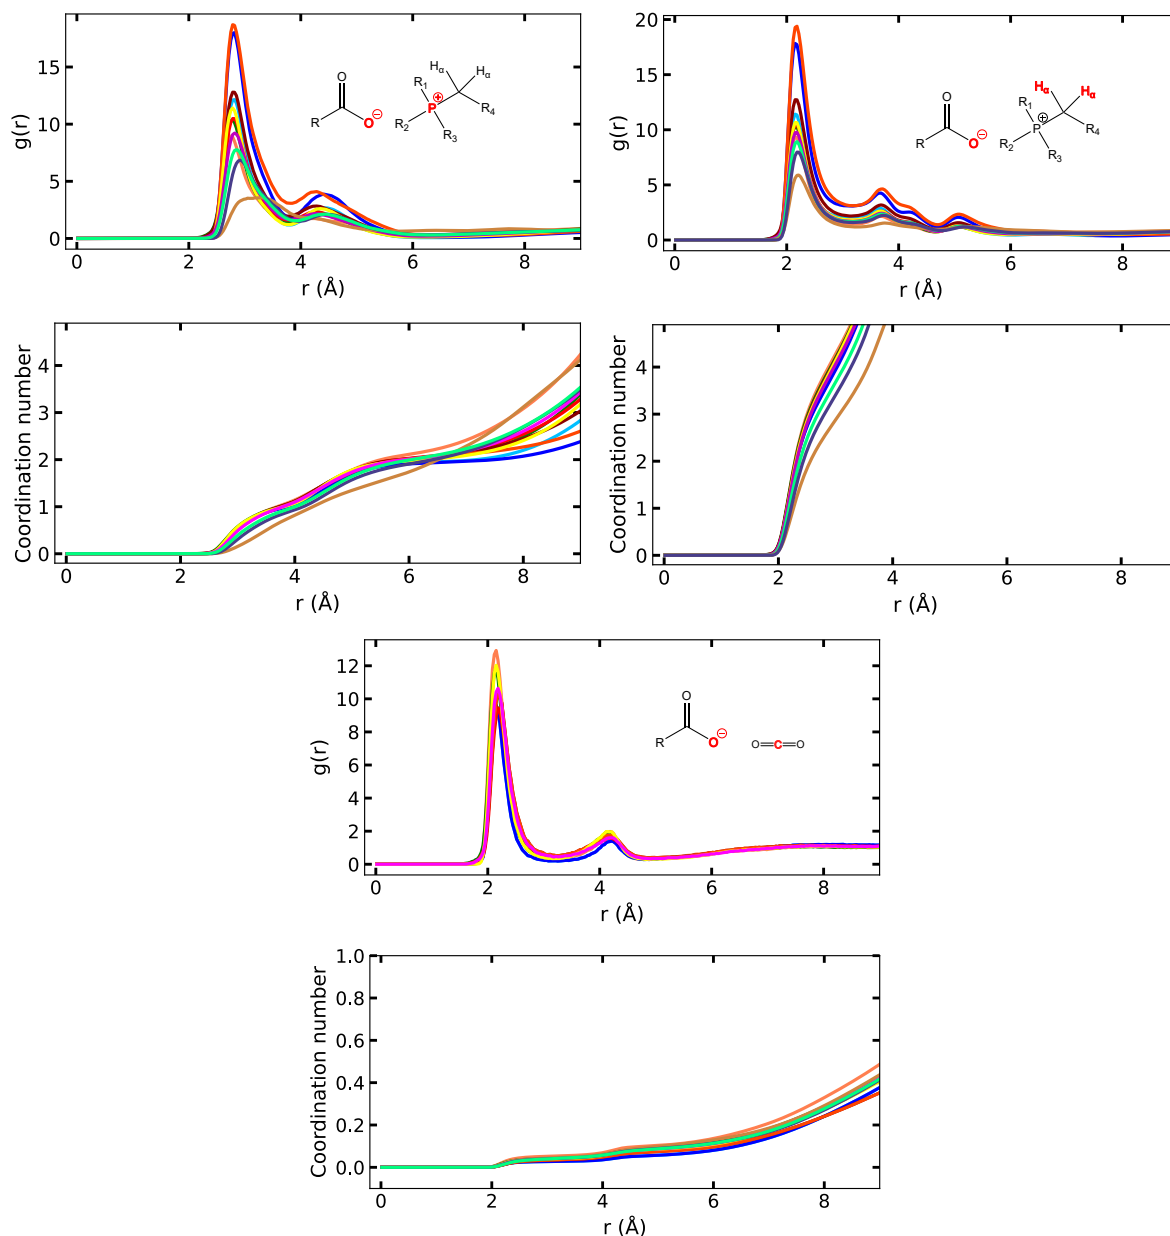 g(r)
15
10
5
0
0 2 4 6 8
r (Å)
O
R
O
⊖
Hα Hα
R₁
P
⊕
R₂
R₃
R₄
g(r)
20
15
10
5
0
0 2 4 6 8
r (Å)
O
R
O
⊖
Hα Hα
R₁
P
⊕
R₂
R₃
R₄
Coordination number
4
3
2
1
0
0 2 4 6 8
r (Å)
Coordination number
4
3
2
1
0
0 2 4 6 8
r (Å)
g(r)
12
10
8
6
4
2
0
0 2 4 6 8
r (Å)
O
R
O
⊖
O=C=O
Coordination number
1.0
0.8
0.6
0.4
0.2
0.0
0 2 4 6 8
r (Å)